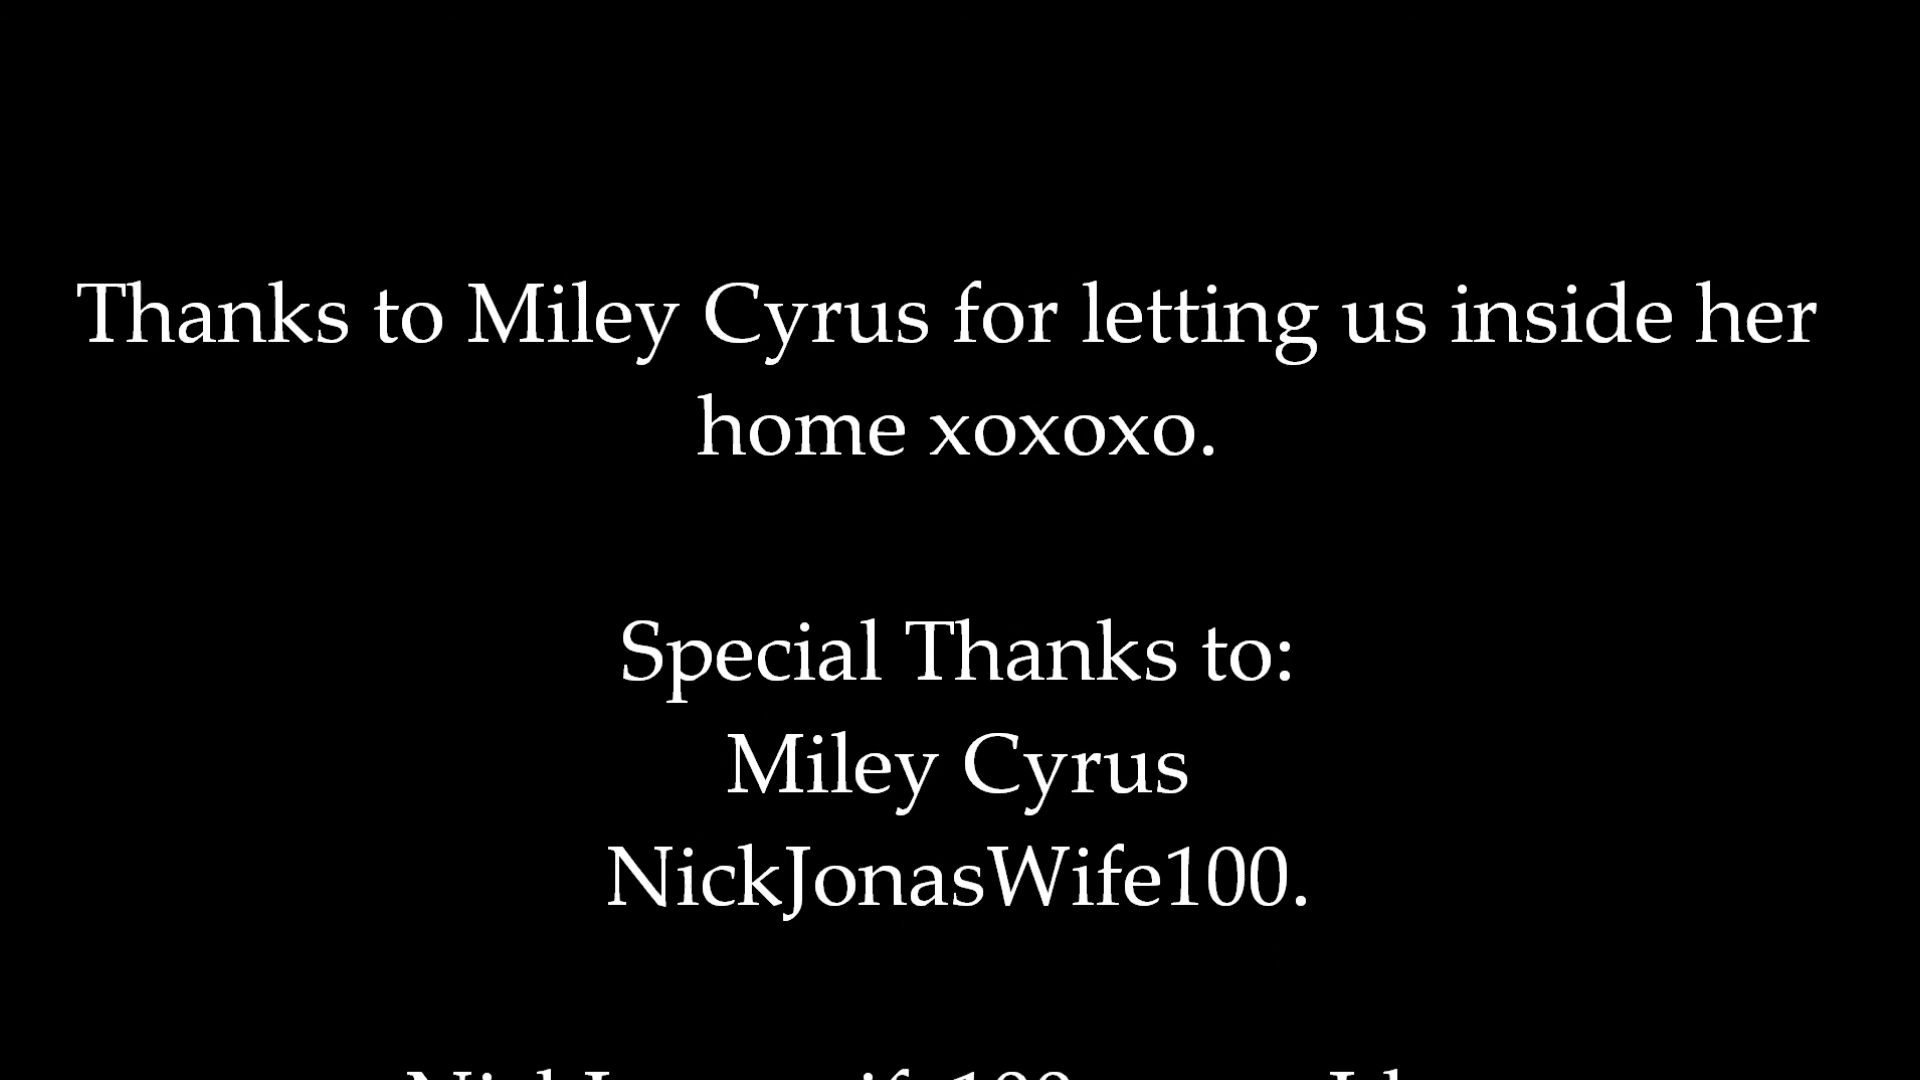 Thanks to Miley Cyrus for letting us inside her
home xoxoxo.
Special Thanks to:
Miley Cyrus
NickJonasWife100.